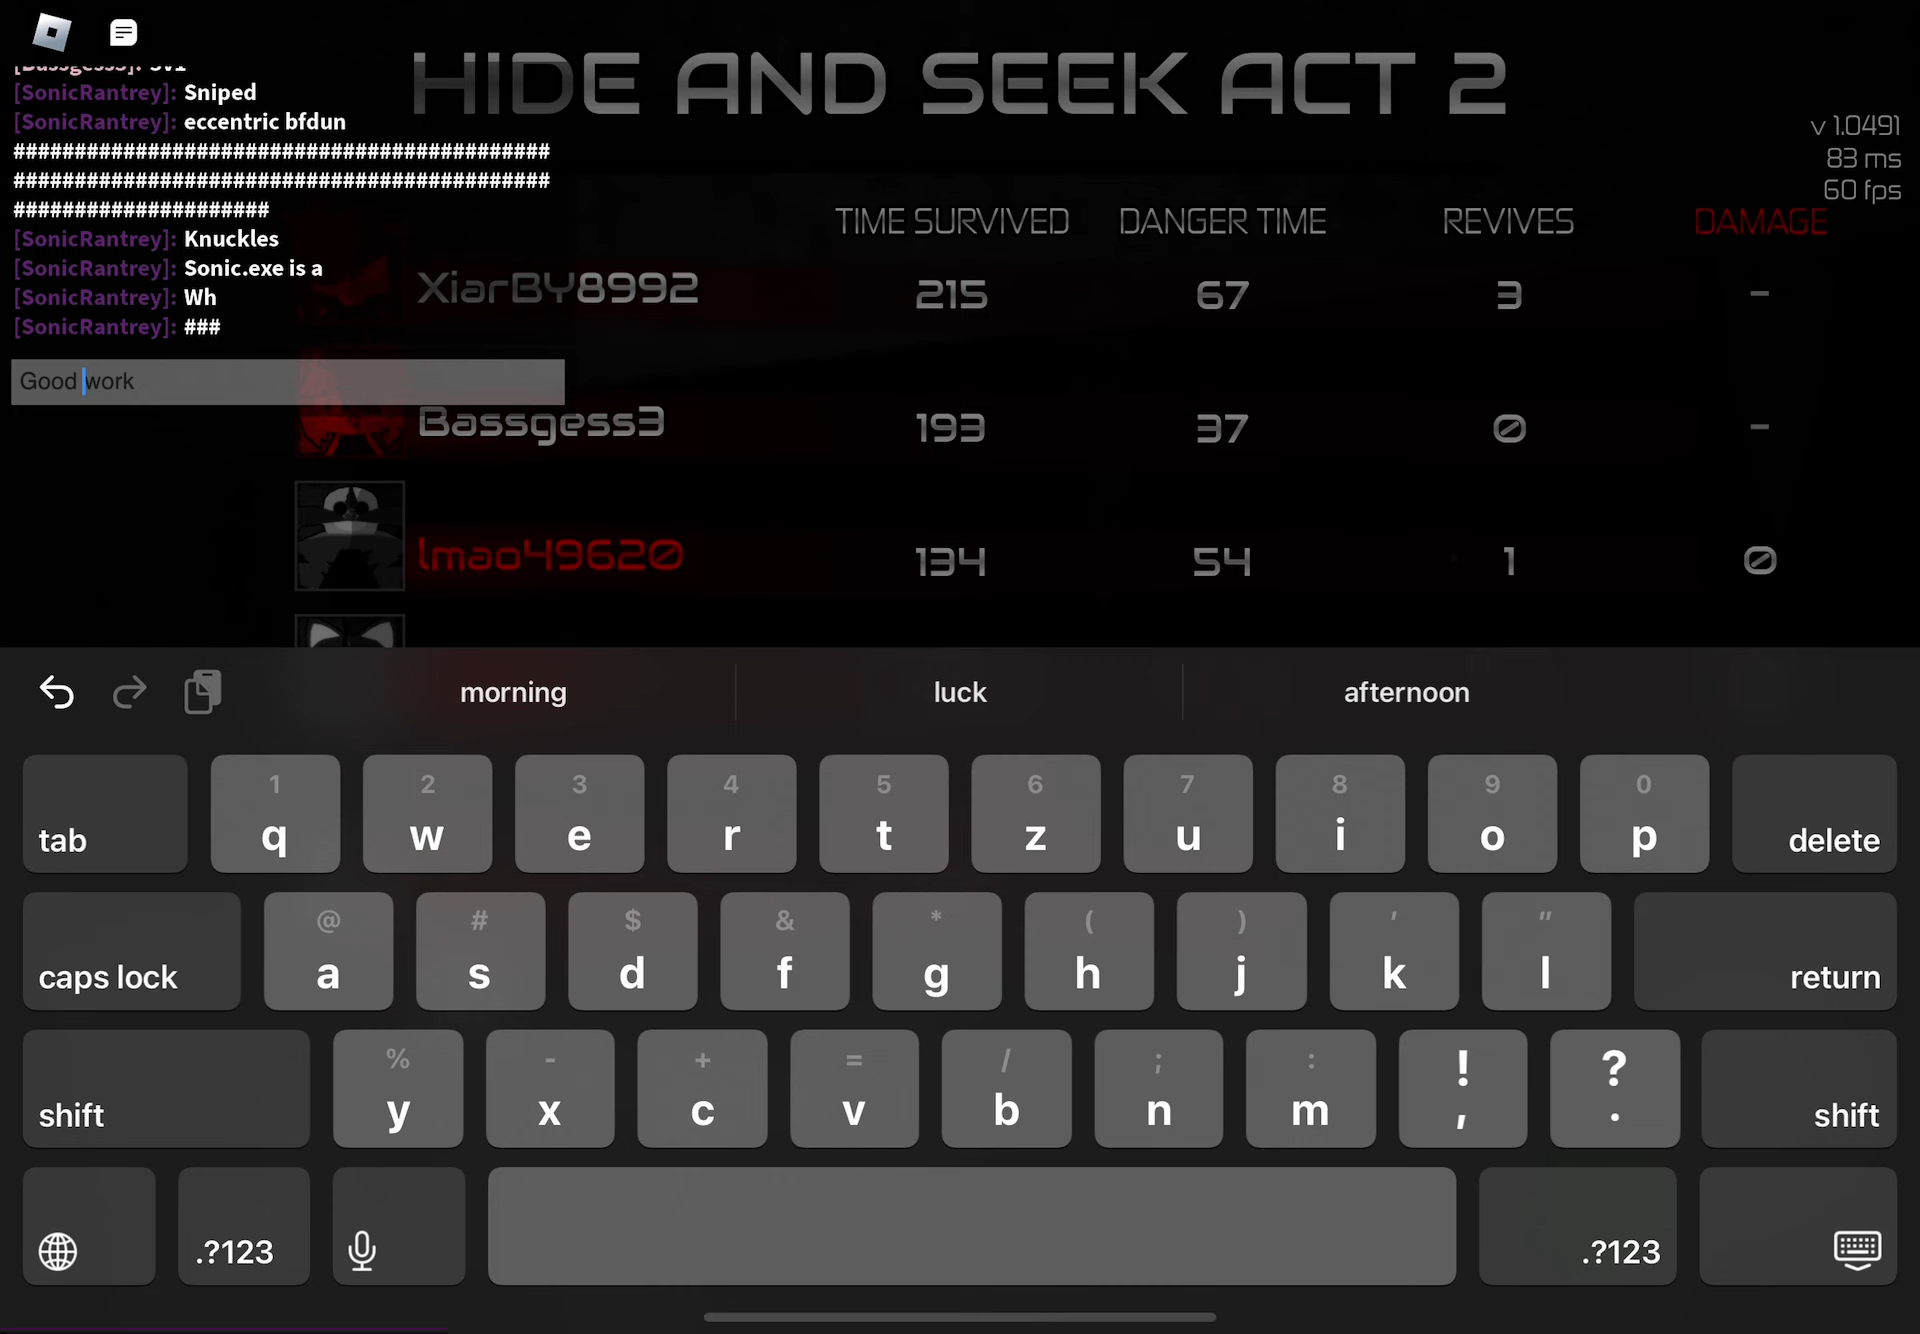 [Bassgess3]: 3v1
[SonicRantrey]: Sniped
[SonicRantrey]: eccentric bfdun
############################################
############################################
#####################
[SonicRantrey]: Knuckles
[SonicRantrey]: Sonic.exe is a
[SonicRantrey]: Wh
[SonicRantrey]: ###
Good work
HIDE AND SEEK ACT 2
v 1.0491
83 ms
60 fps
TIME SURVIVED DANGER TIME REVIVES DAMAGE
XiarBY8992 215 67 3 -
Bassgess3 193 37 0 -
lmao49620 134 54 1 0
morning luck afternoon
1 2 3 4 5 6 7 8 9 0
tab q w e r t z u i o p delete
@ # $ & * ( ) ' "
caps lock a s d f g h j k l return
% - + = / ; : ! ?
shift y x c v b n m , . shift
.?123 .?123